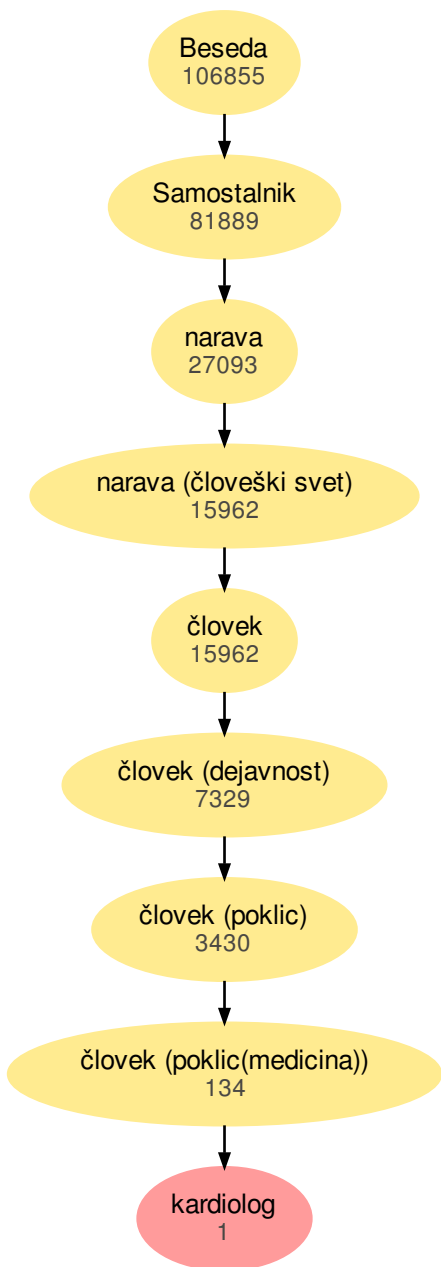 Beseda
106855
Samostalnik
81889
narava
27093
narava (človeški svet)
15962
človek
15962
človek (dejavnost)
7329
človek (poklic)
3430
človek (poklic(medicina))
134
kardiolog
1